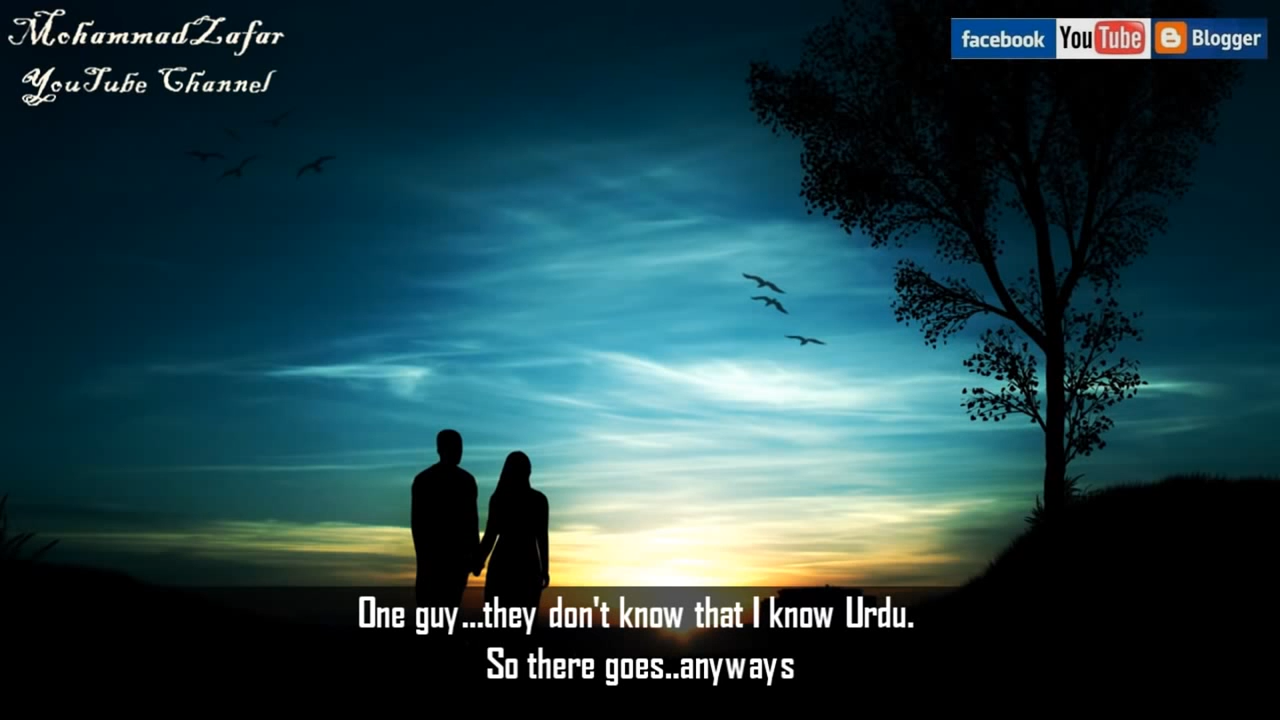 MohammadZafar
YouTube Channel
facebook YouTube Blogger
One guy...they don't know that I know Urdu.
So there goes..anyways